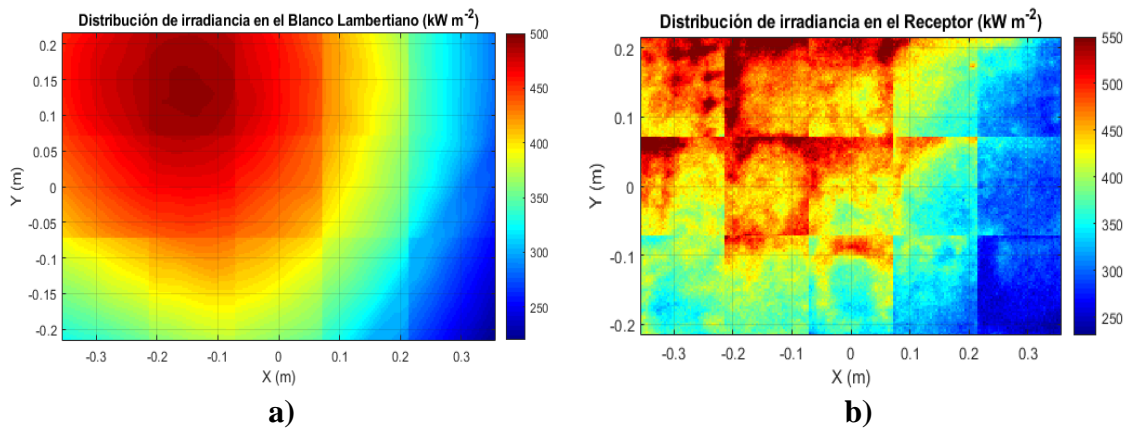 Distribución de irradiancia en el Blanco Lambertiano (kW m-2)
0.2
0.15
0.1
0.05
0
-0.05
-0.1
-0.15
-0.2
Y (m)
-0.3 -0.2 -0.1 0 0.1 0.2 0.3
X (m)
500
450
400
350
300
250
a)
Distribución de irradiancia en el Receptor (kW m-2)
0.2
0.1
0
-0.1
-0.2
Y (m)
-0.3 -0.2 -0.1 0 0.1 0.2 0.3
X (m)
550
500
450
400
350
300
250
b)